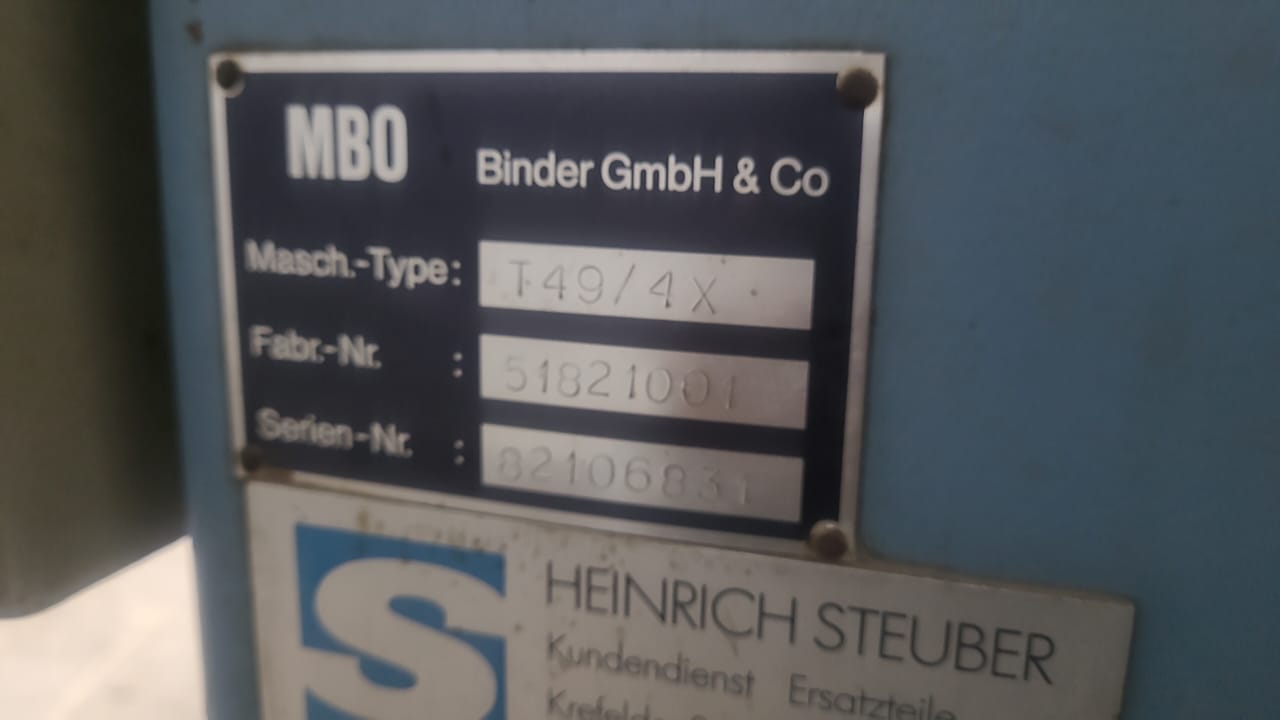 MBO
Binder GmbH & Co
Masch.-Type: T49/4X
Fabr.-Nr. : 51821001
Serien-Nr. : 82106831
S HEINRICH STEUBER
Kundendienst Ersatzteile